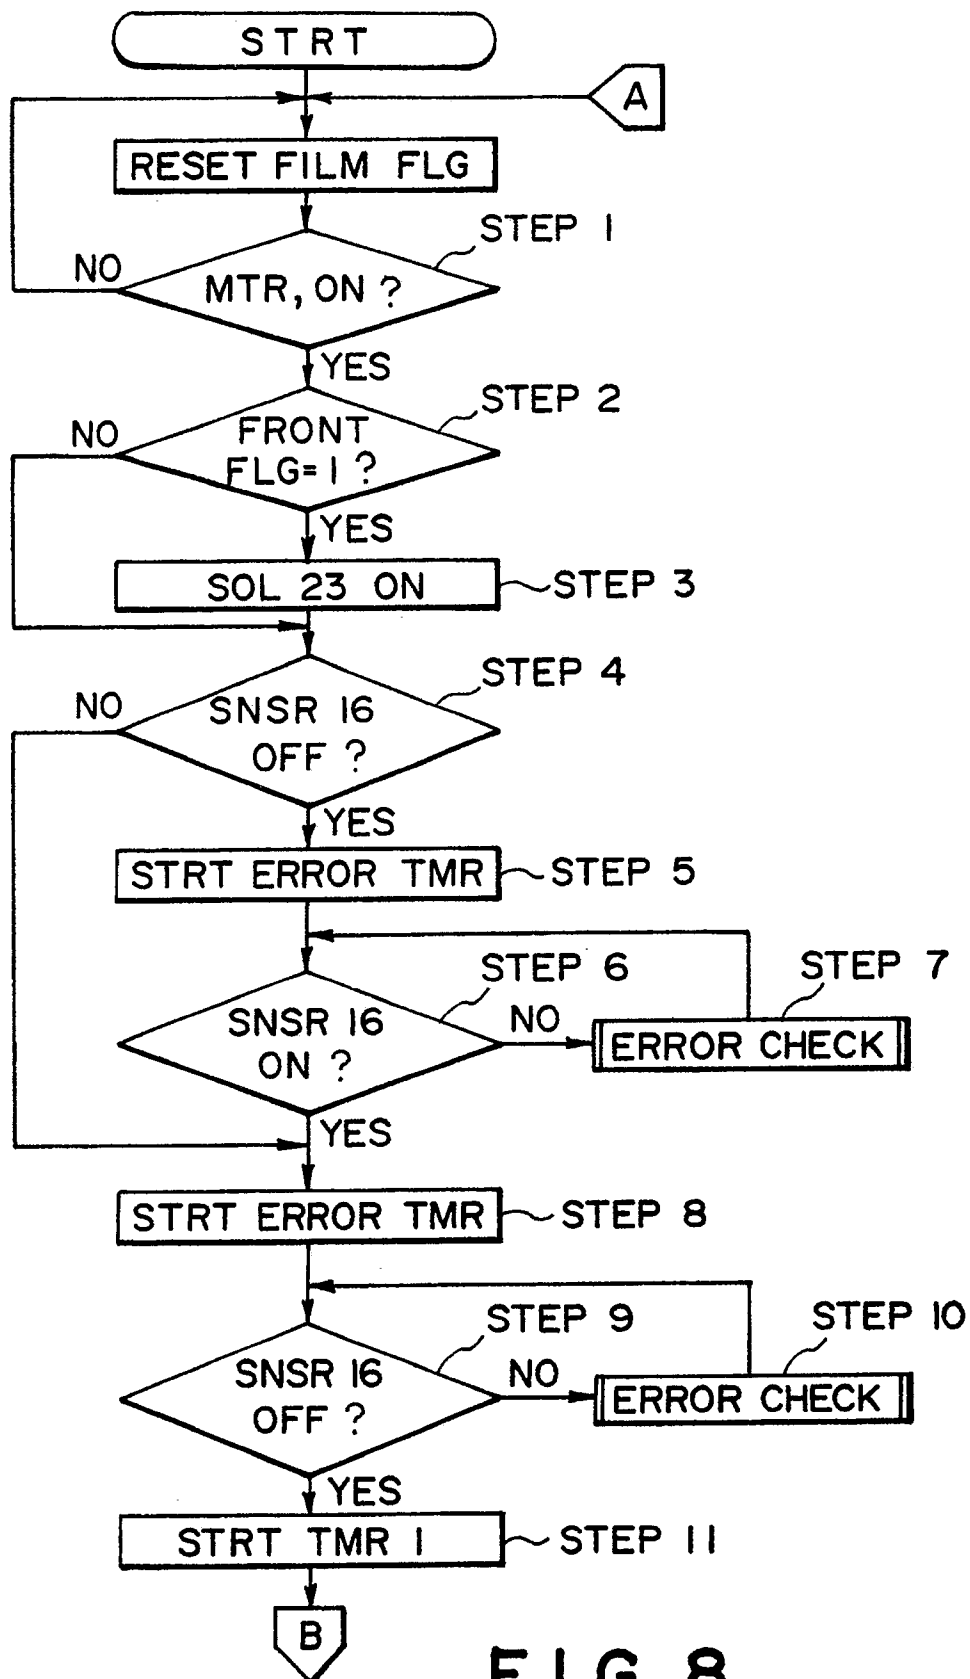 STRT
A
RESET FILM FLG
STEP 1
NO
MTR, ON ?
YES
STEP 2
NO
FRONT
FLG=1 ?
YES
SOL 23 ON
STEP 3
STEP 4
NO
SNSR 16
OFF ?
YES
STRT ERROR TMR
STEP 5
STEP 6
STEP 7
SNSR 16
ON ?
NO
ERROR CHECK
YES
STRT ERROR TMR
STEP 8
STEP 9
STEP 10
SNSR 16
OFF ?
NO
ERROR CHECK
YES
STRT TMR 1
STEP 11
B
FIG. 8